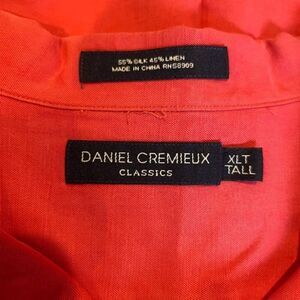 55% SILK 45% LINEN
MADE IN CHINA RN58909
DANIEL CREMIEUX
CLASSICS
XLT
TALL